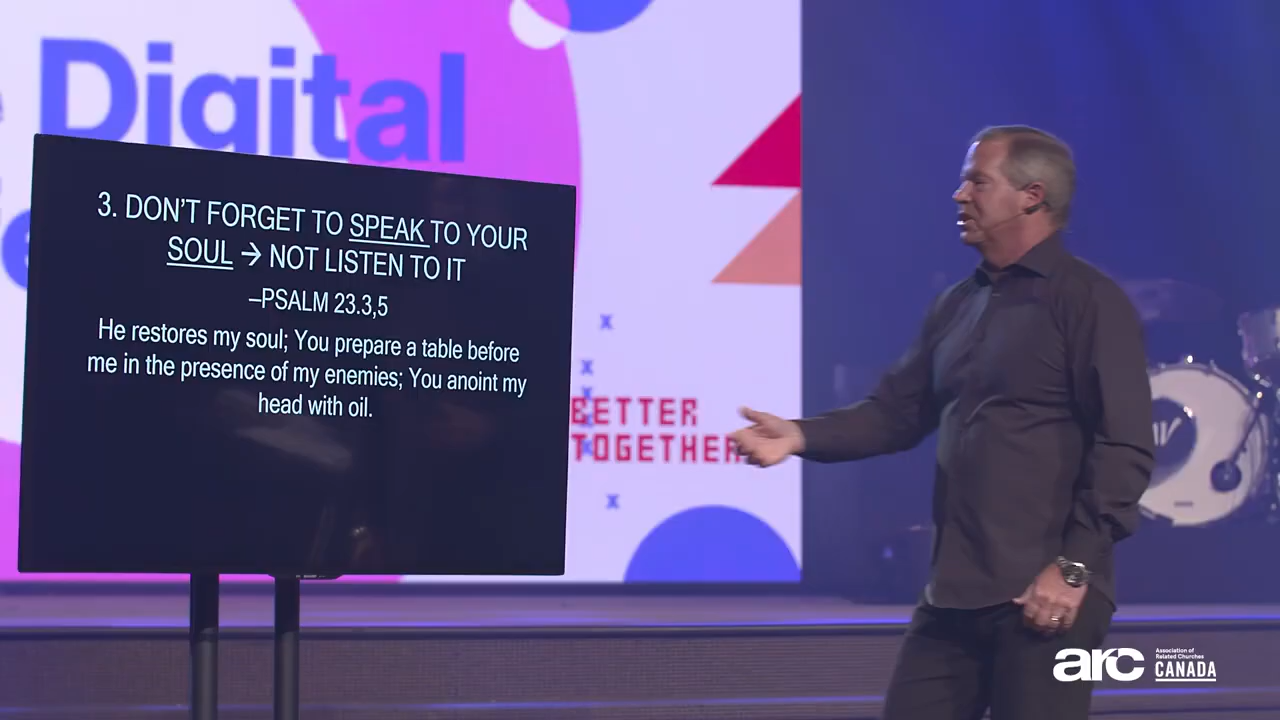 Digital
3. DON'T FORGET TO SPEAK TO YOUR
SOUL → NOT LISTEN TO IT
–PSALM 23.3,5
He restores my soul; You prepare a table before
me in the presence of my enemies; You anoint my
head with oil.
BETTER
TOGETHER
arc
Association of
Related Churches
CANADA